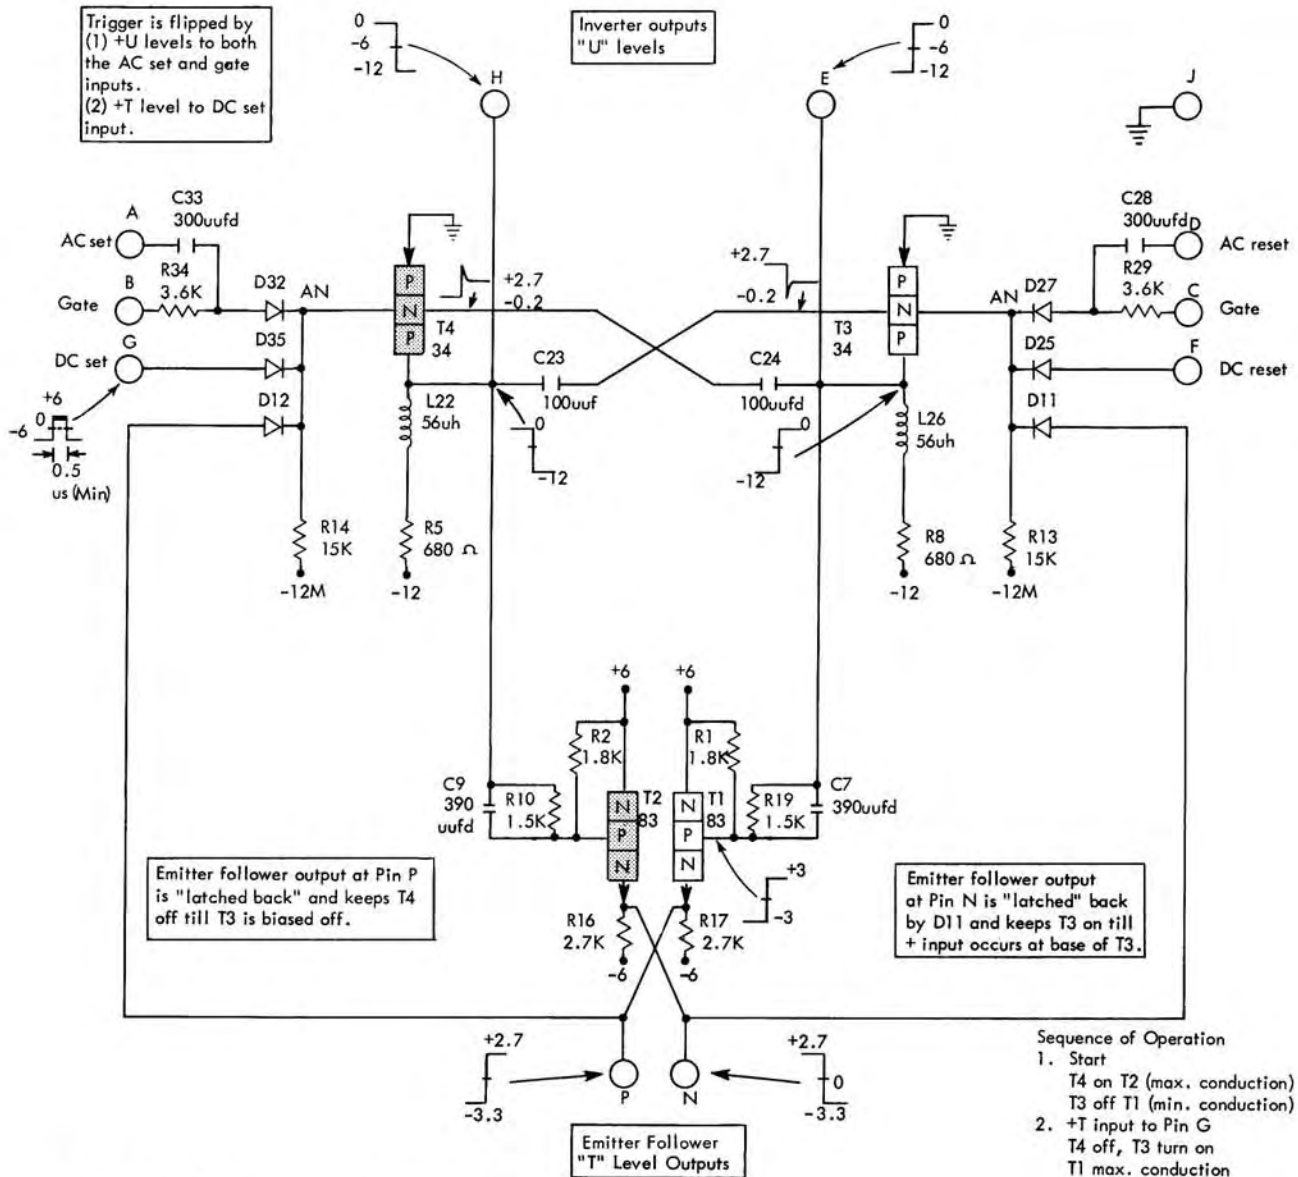 Trigger is flipped by
(1) +U levels to both
the AC set and gate
inputs.
(2) +T level to DC set
input.
0
-6
-12
Inverter outputs
"U" levels
0
-6
-12
H
E
J
A
C33
300uufd
AC set
B
R34
3.6K
Gate
G
DC set
D32
AN
D35
D12
+6
0
-6
0.5
us (Min)
P
N
P
T4
34
+2.7
-0.2
+2.7
-0.2
C23
100uuf
C24
100uufd
T3
34
P
N
P
C28
300uufd
D
AC reset
R29
3.6K
C
Gate
AN
D27
D25
F
DC reset
D11
L22
56uh
0
-12
0
-12
L26
56uh
R14
15K
-12M
R5
680 Ω
-12
R8
680 Ω
-12
R13
15K
-12M
+6
+6
R2
1.8K
R1
1.8K
C9
390
uufd
R10
1.5K
N
P
N
T2
83
N
P
N
T1
83
R19
1.5K
C7
390uufd
+3
-3
R16
2.7K
-6
R17
2.7K
-6
Emitter follower output at Pin P
is "latched back" and keeps T4
off till T3 is biased off.
Emitter follower output
at Pin N is "latched" back
by D11 and keeps T3 on till
+ input occurs at base of T3.
+2.7
-3.3
P
N
+2.7
0
-3.3
Emitter Follower
"T" Level Outputs
Sequence of Operation
1. Start
T4 on T2 (max. conduction)
T3 off T1 (min. conduction)
2. +T input to Pin G
T4 off, T3 turn on
T1 max. conduction